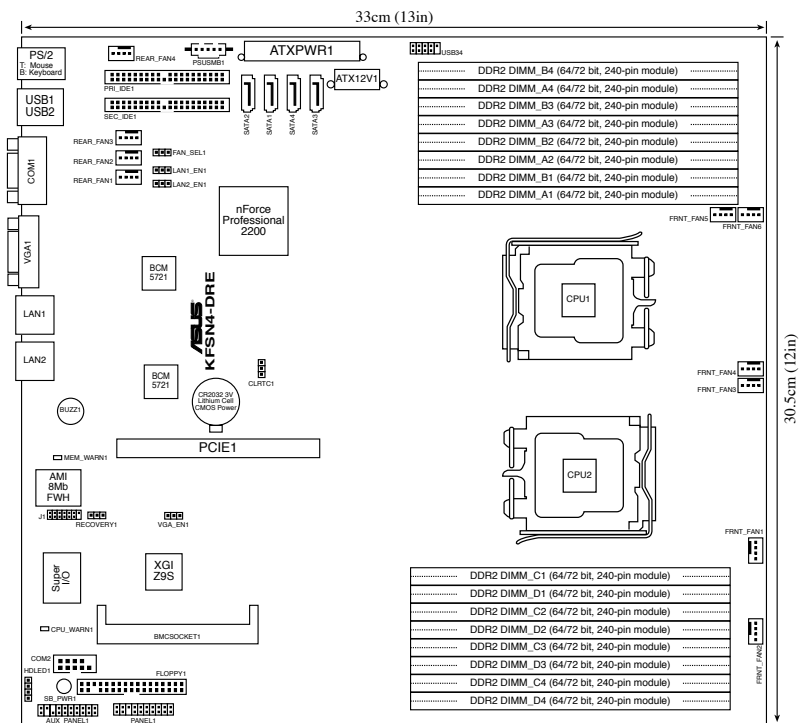 33cm (13in)
PS/2
T: Mouse
B: Keyboard
REAR_FAN4
PSUSMB1
ATXPWR1
USB34
PRI_IDE1
ATX12V1
USB1
USB2
SEC_IDE1
SATA2
SATA1
SATA4
SATA3
DDR2 DIMM_B4 (64/72 bit, 240-pin module)
DDR2 DIMM_A4 (64/72 bit, 240-pin module)
DDR2 DIMM_B3 (64/72 bit, 240-pin module)
DDR2 DIMM_A3 (64/72 bit, 240-pin module)
DDR2 DIMM_B2 (64/72 bit, 240-pin module)
DDR2 DIMM_A2 (64/72 bit, 240-pin module)
DDR2 DIMM_B1 (64/72 bit, 240-pin module)
DDR2 DIMM_A1 (64/72 bit, 240-pin module)
COM1
REAR_FAN3
REAR_FAN2
REAR_FAN1
FAN_SEL1
LAN1_EN1
LAN2_EN1
nForce
Professional
2200
FRNT_FAN5
FRNT_FAN6
VGA1
BCM
5721
CPU1
LAN1
ASUS
KFSN4-DRE
LAN2
BCM
5721
CLRTC1
FRNT_FAN4
FRNT_FAN3
30.5cm (12in)
CR2032 3V
Lithium Cell
CMOS Power
BUZZ1
PCIE1
MEM_WARN1
CPU2
AMI
8Mb
FWH
J1
RECOVERY1
VGA_EN1
FRNT_FAN1
Super
I/O
XGI
Z9S
DDR2 DIMM_C1 (64/72 bit, 240-pin module)
DDR2 DIMM_D1 (64/72 bit, 240-pin module)
DDR2 DIMM_C2 (64/72 bit, 240-pin module)
DDR2 DIMM_D2 (64/72 bit, 240-pin module)
DDR2 DIMM_C3 (64/72 bit, 240-pin module)
DDR2 DIMM_D3 (64/72 bit, 240-pin module)
DDR2 DIMM_C4 (64/72 bit, 240-pin module)
DDR2 DIMM_D4 (64/72 bit, 240-pin module)
FRNT_FAN2
CPU_WARN1
BMCSOCKET1
COM2
HDLED1
FLOPPY1
SB_PWR1
AUX_PANEL1
PANEL1